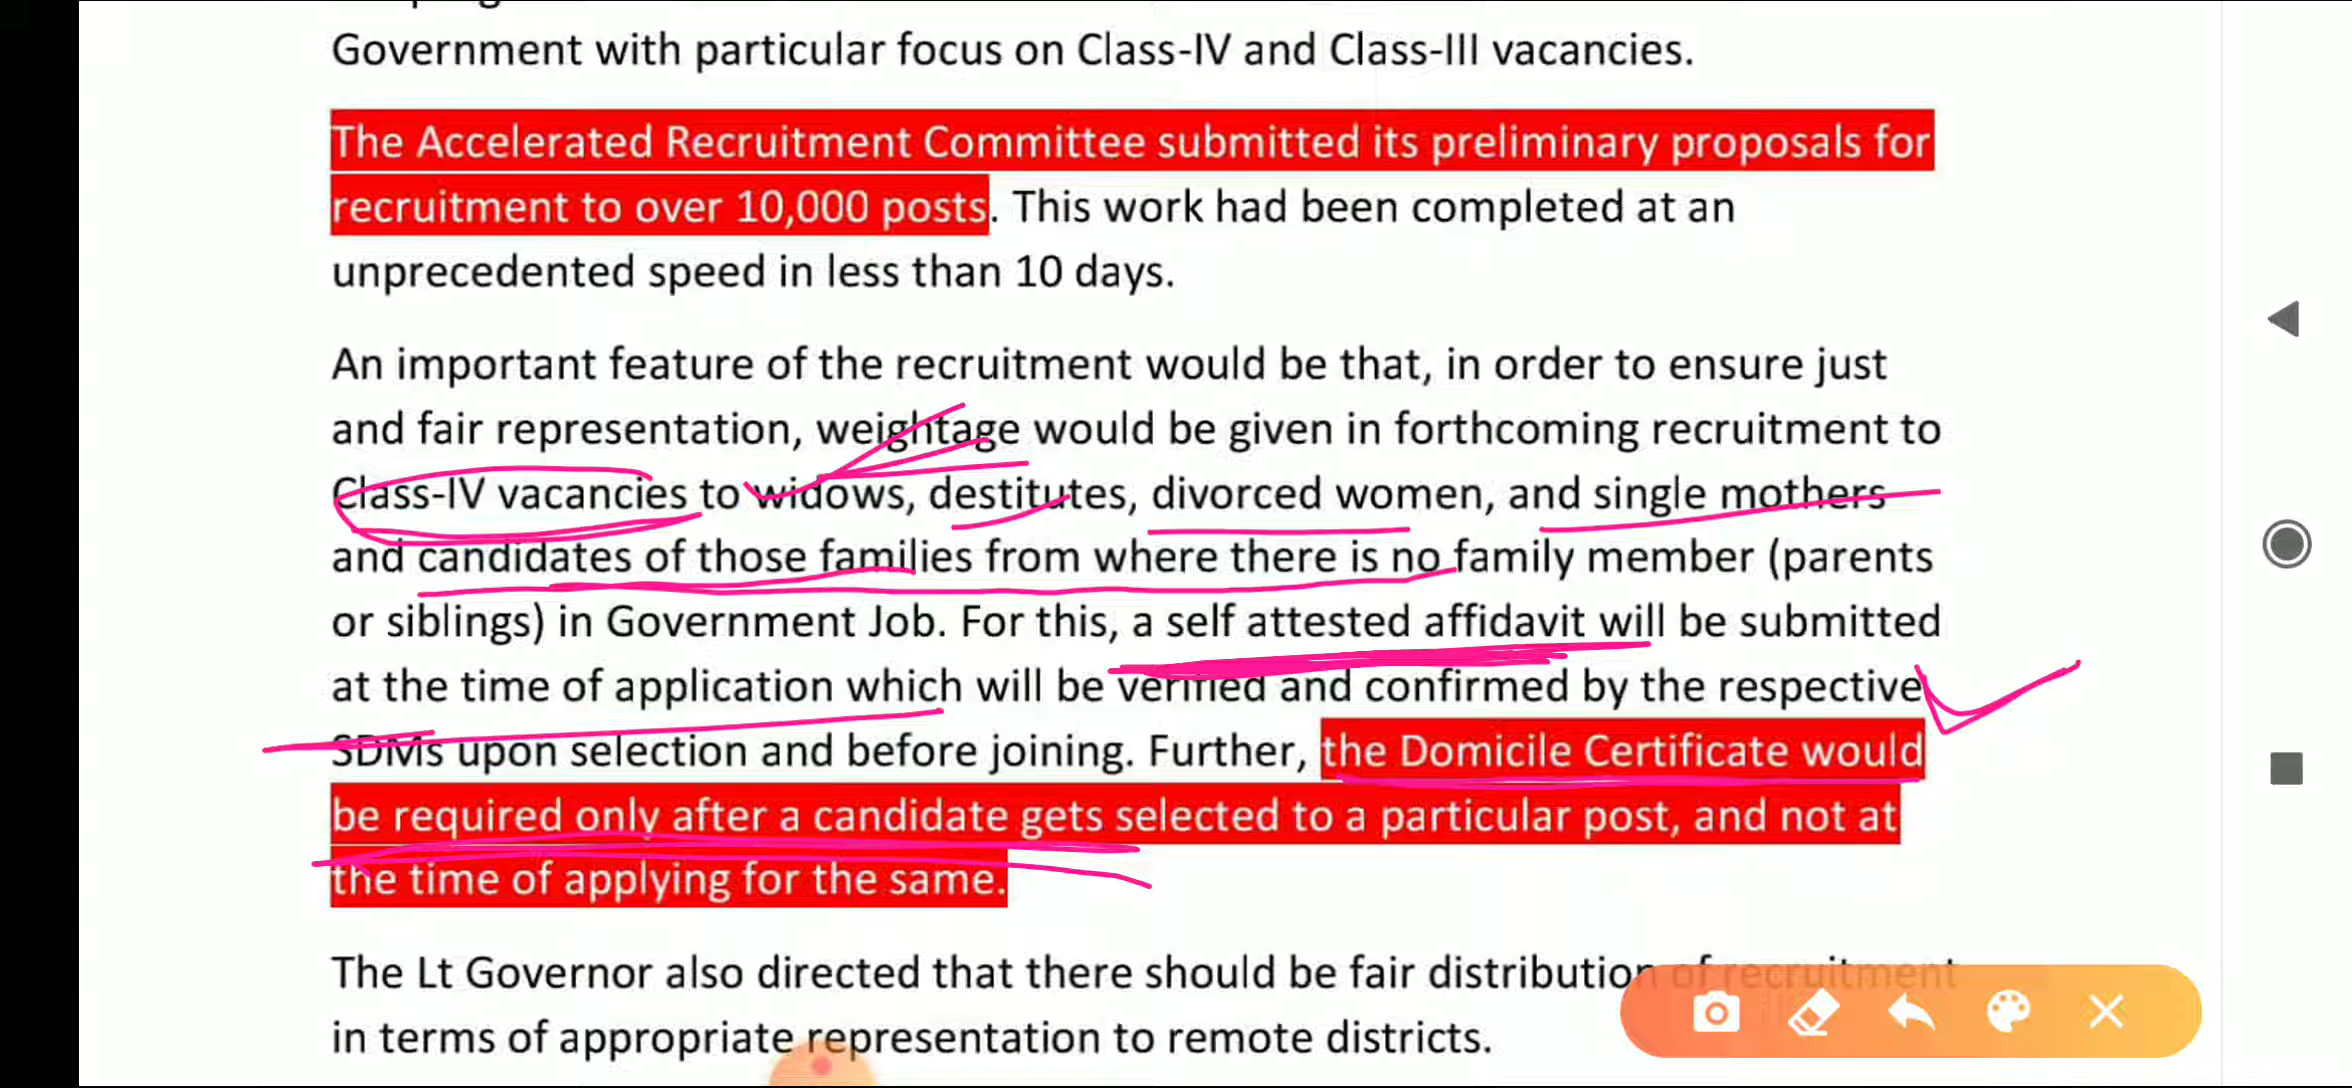 Government with particular focus on Class-IV and Class-III vacancies.
The Accelerated Recruitment Committee submitted its preliminary proposals for
recruitment to over 10,000 posts. This work had been completed at an
unprecedented speed in less than 10 days.
An important feature of the recruitment would be that, in order to ensure just
and fair representation, weightage would be given in forthcoming recruitment to
Class-IV vacancies to widows, destitutes, divorced women, and single mothers
and candidates of those families from where there is no family member (parents
or siblings) in Government Job. For this, a self attested affidavit will be submitted
at the time of application which will be verified and confirmed by the respective
SDMs upon selection and before joining. Further, the Domicile Certificate would
be required only after a candidate gets selected to a particular post, and not at
the time of applying for the same.
The Lt Governor also directed that there should be fair distribution of recruitment
in terms of appropriate representation to remote districts.